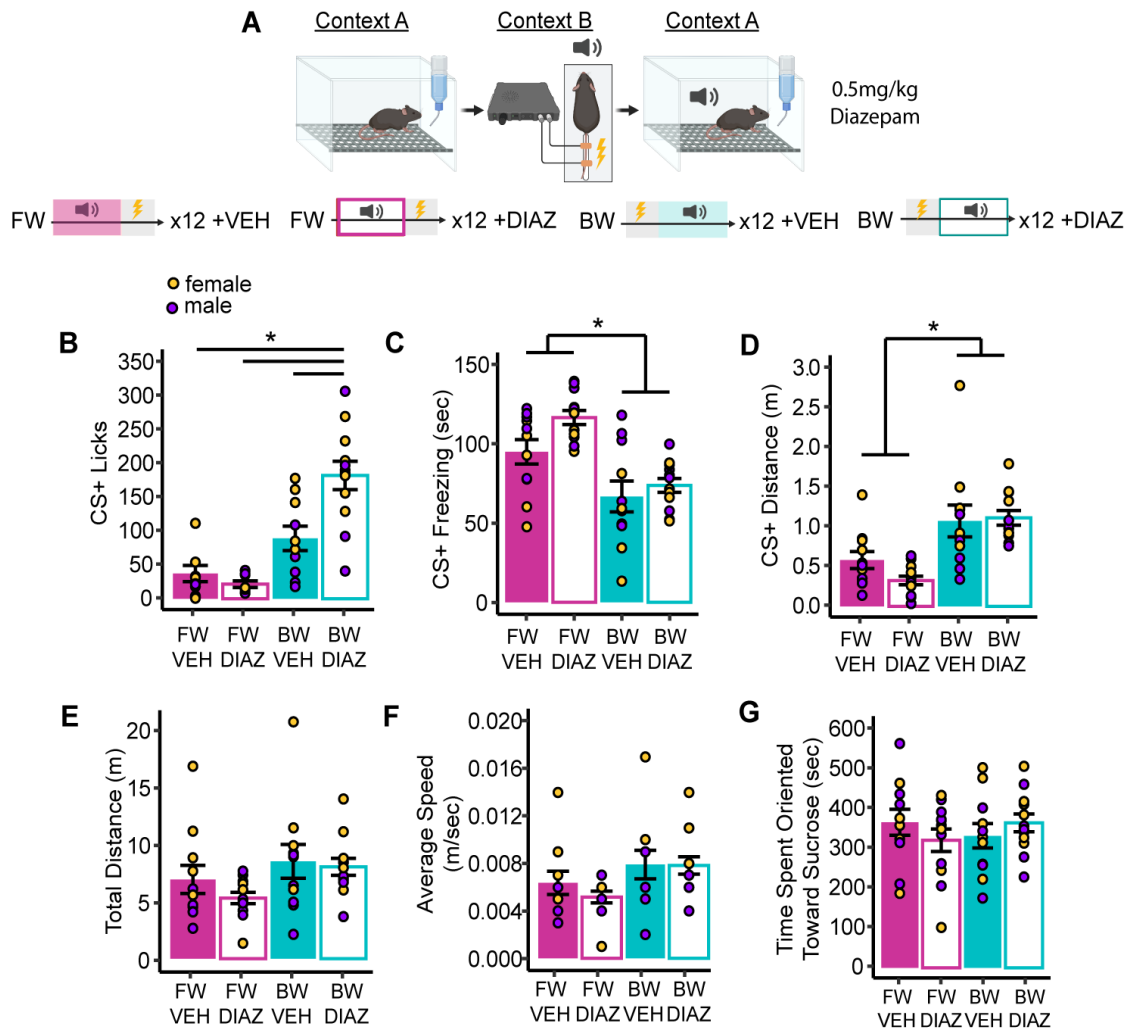 A
Context A
Context B
Context A
0.5mg/kg
Diazepam
FW x12 +VEH
FW x12 +DIAZ
BW x12 +VEH
BW x12 +DIAZ
female
male
B
CS+ Licks
350
300
250
200
150
100
50
0
*
FW VEH
FW DIAZ
BW VEH
BW DIAZ
C
CS+ Freezing (sec)
150
100
50
0
*
FW VEH
FW DIAZ
BW VEH
BW DIAZ
D
CS+ Distance (m)
3.0
2.5
2.0
1.5
1.0
0.5
0.0
*
FW VEH
FW DIAZ
BW VEH
BW DIAZ
E
Total Distance (m)
20
15
10
5
0
FW VEH
FW DIAZ
BW VEH
BW DIAZ
F
Average Speed
(m/sec)
0.020
0.016
0.012
0.008
0.004
0.000
FW VEH
FW DIAZ
BW VEH
BW DIAZ
G
Time Spent Oriented
Toward Sucrose (sec)
600
500
400
300
200
100
0
FW VEH
FW DIAZ
BW VEH
BW DIAZ